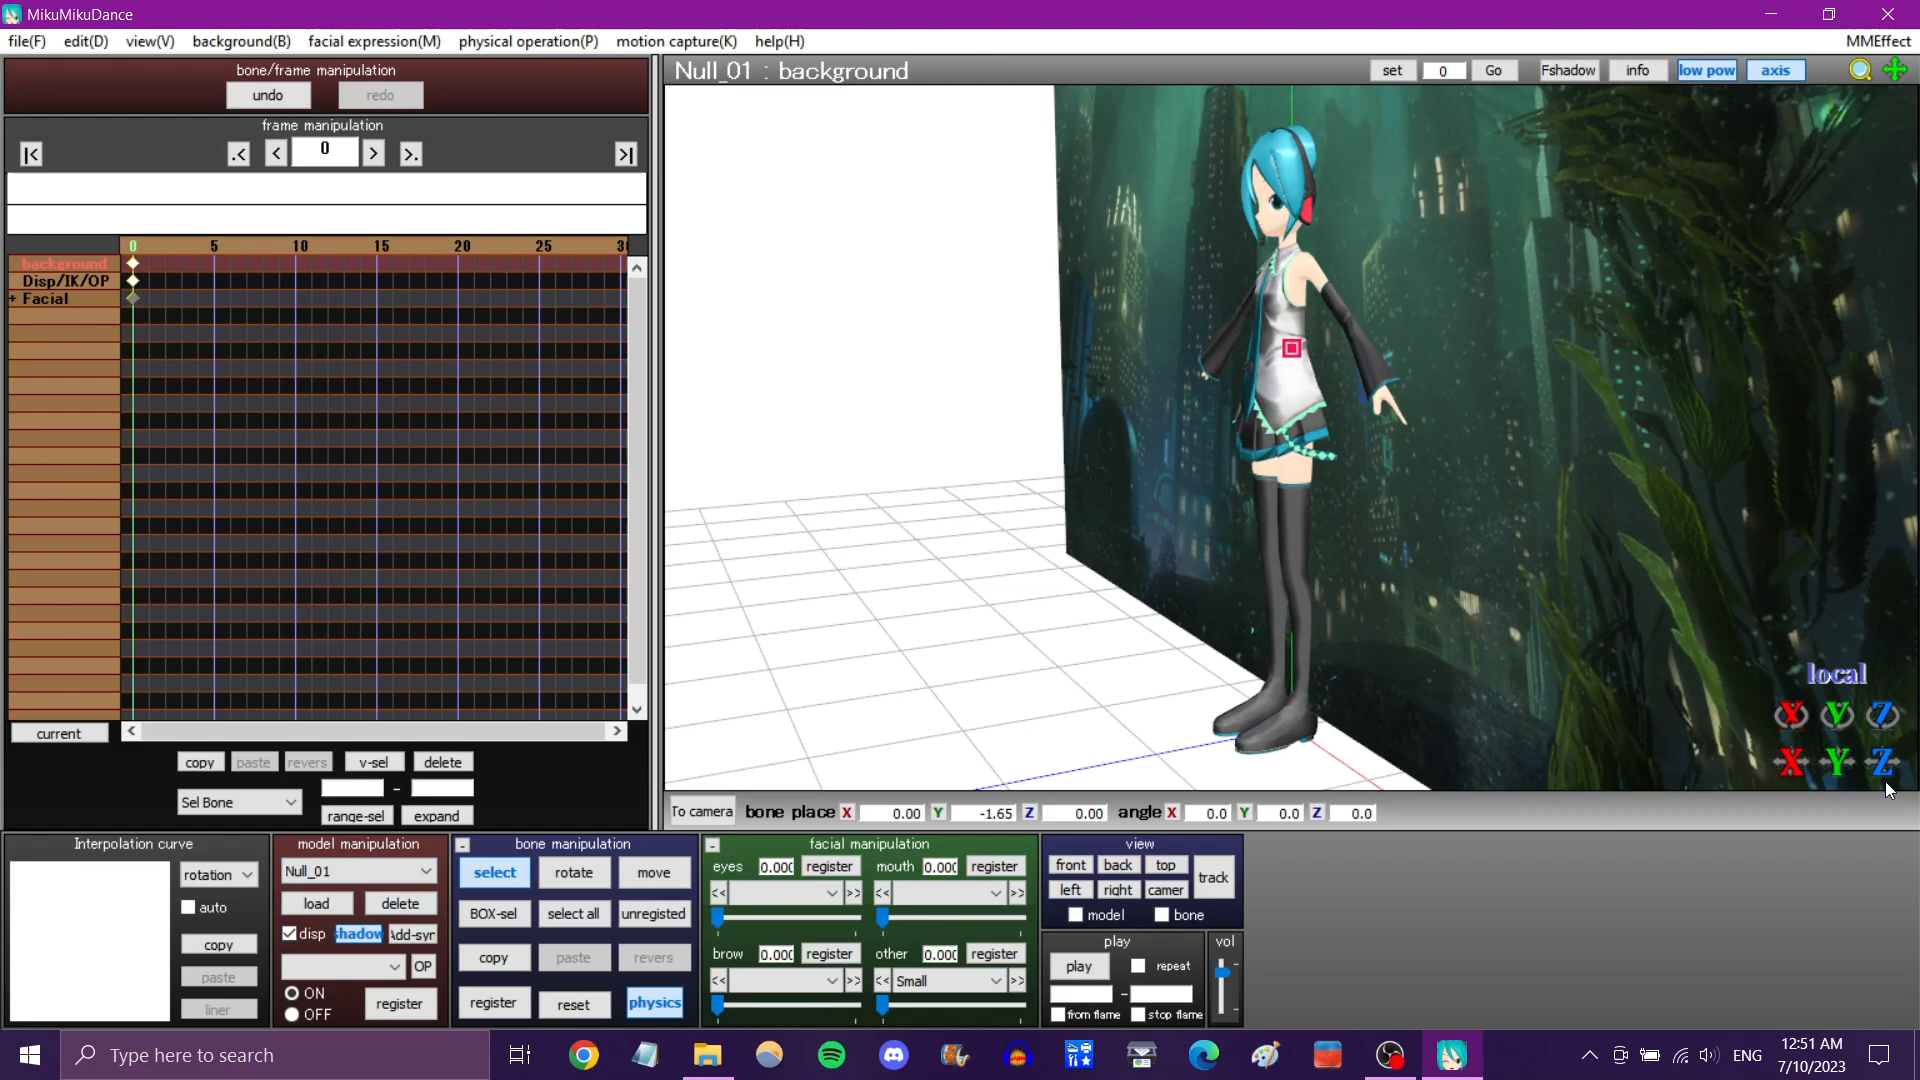 MikuMikuDance
file(F) edit(D) view(V) background(B) facial expression(M) physical operation(P) motion capture(K) help(H) MMEffect
bone/frame manipulation
undo redo
frame manipulation
|< .< < 0 > >. >|
0 5 10 15 20 25 30
background
Disp/IK/OP
+ Facial
current
copy paste revers v-sel delete
-
Sel Bone
range-sel expand
Null_01 : background
set 0 Go Fshadow info low pow axis
local
X Y Z
X Y Z
To camera bone place X 0.00 Y -1.65 Z 0.00 angle X 0.0 Y 0.0 Z 0.0
Interpolation curve
rotation
auto
copy
paste
liner
model manipulation
Null_01
load delete
disp shadow Add-syn
OP
ON
OFF
register
- bone manipulation
select rotate move
BOX-sel select all unregisted
copy paste revers
register reset physics
- facial manipulation
eyes 0.000 register mouth 0.000 register
<< >> << >>
brow 0.000 register other 0.000 register
<< >> << Small >>
view
front back top
left right camer track
model bone
play
play repeat
-
from flame stop flame
vol
Type here to search
ENG
12:51 AM
7/10/2023